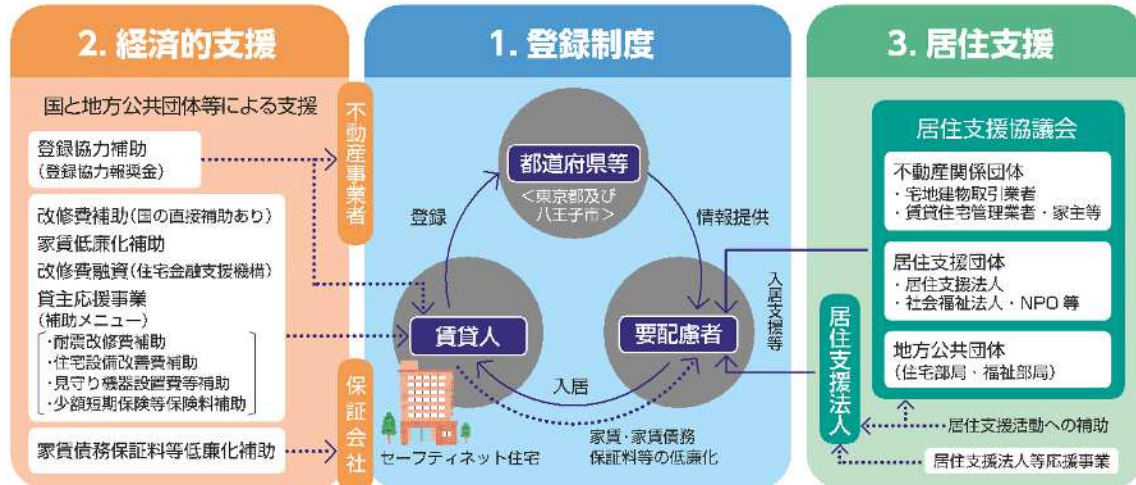 2. 経済的支援
国と地方公共団体等による支援
登録協力補助
(登録協力報奨金)
改修費補助(国の直接補助あり)
家賃低廉化補助
改修費融資(住宅金融支援機構)
貸主応援事業
(補助メニュー)
・耐震改修費補助
・住宅設備改善費補助
・見守り機器設置費等補助
・少額短期保険等保険料補助
家賃債務保証料等低廉化補助
不動産事業者
保証会社
1. 登録制度
都道府県等
<東京都及び
八王子市>
登録
情報提供
賃貸人
要配慮者
入居
入居支援等
セーフティネット住宅
家賃・家賃債務
保証料等の低廉化
3. 居住支援
居住支援協議会
不動産関係団体
・宅地建物取引業者
・賃貸住宅管理業者・家主等
居住支援団体
・居住支援法人
・社会福祉法人・NPO 等
地方公共団体
(住宅部局・福祉部局)
居住支援法人
居住支援活動への補助
居住支援法人等応援事業